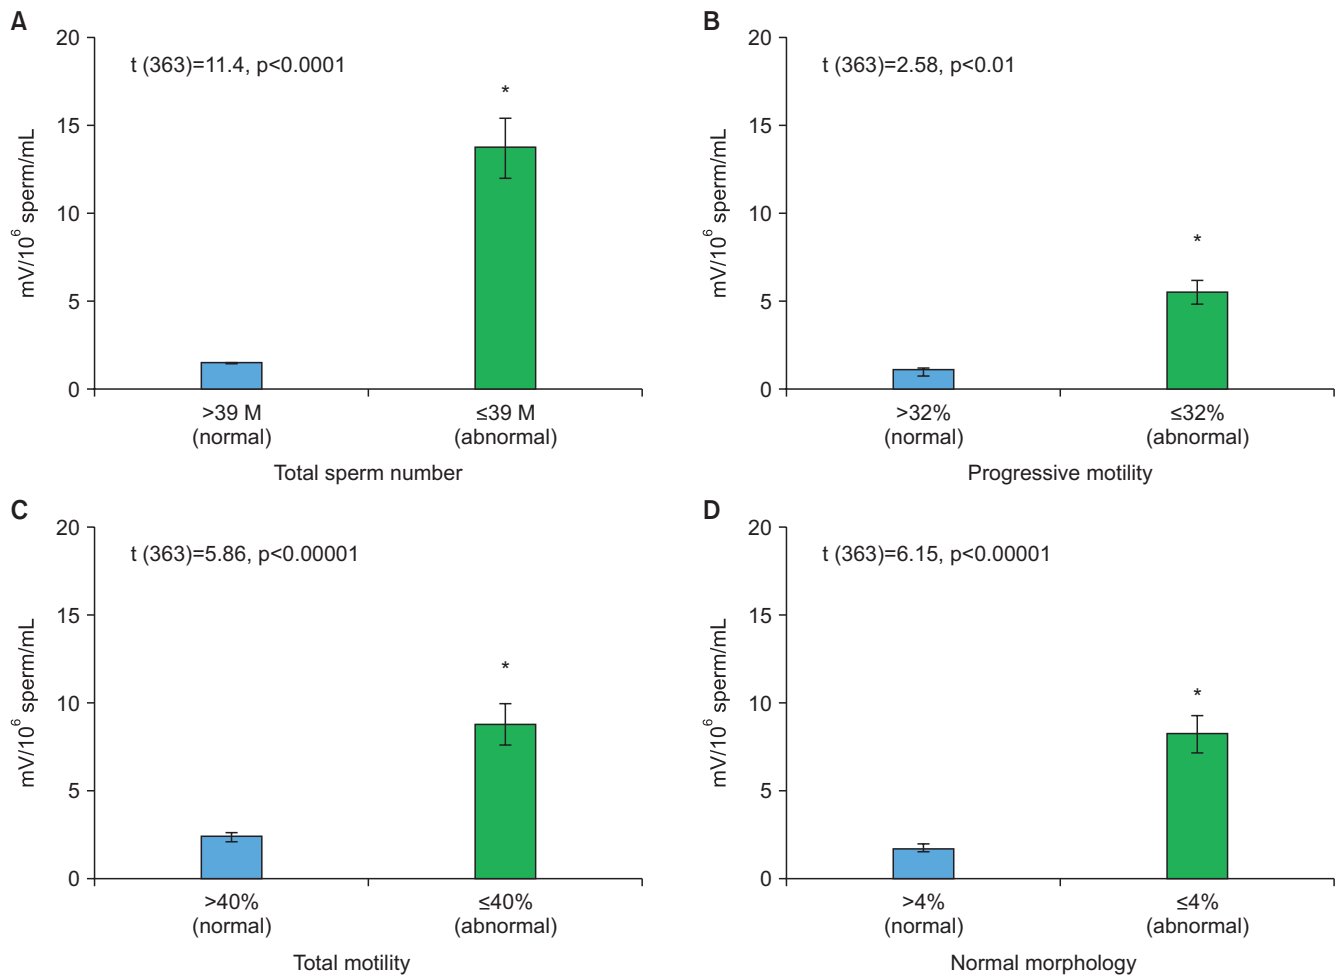 A
20
15
10
5
0
mV/10⁶ sperm/mL
t (363)=11.4, p<0.0001
*
>39 M
(normal)
≤39 M
(abnormal)
Total sperm number
B
20
15
10
5
0
mV/10⁶ sperm/mL
t (363)=2.58, p<0.01
*
>32%
(normal)
≤32%
(abnormal)
Progressive motility
C
20
15
10
5
0
mV/10⁶ sperm/mL
t (363)=5.86, p<0.00001
*
>40%
(normal)
≤40%
(abnormal)
Total motility
D
20
15
10
5
0
mV/10⁶ sperm/mL
t (363)=6.15, p<0.00001
*
>4%
(normal)
≤4%
(abnormal)
Normal morphology